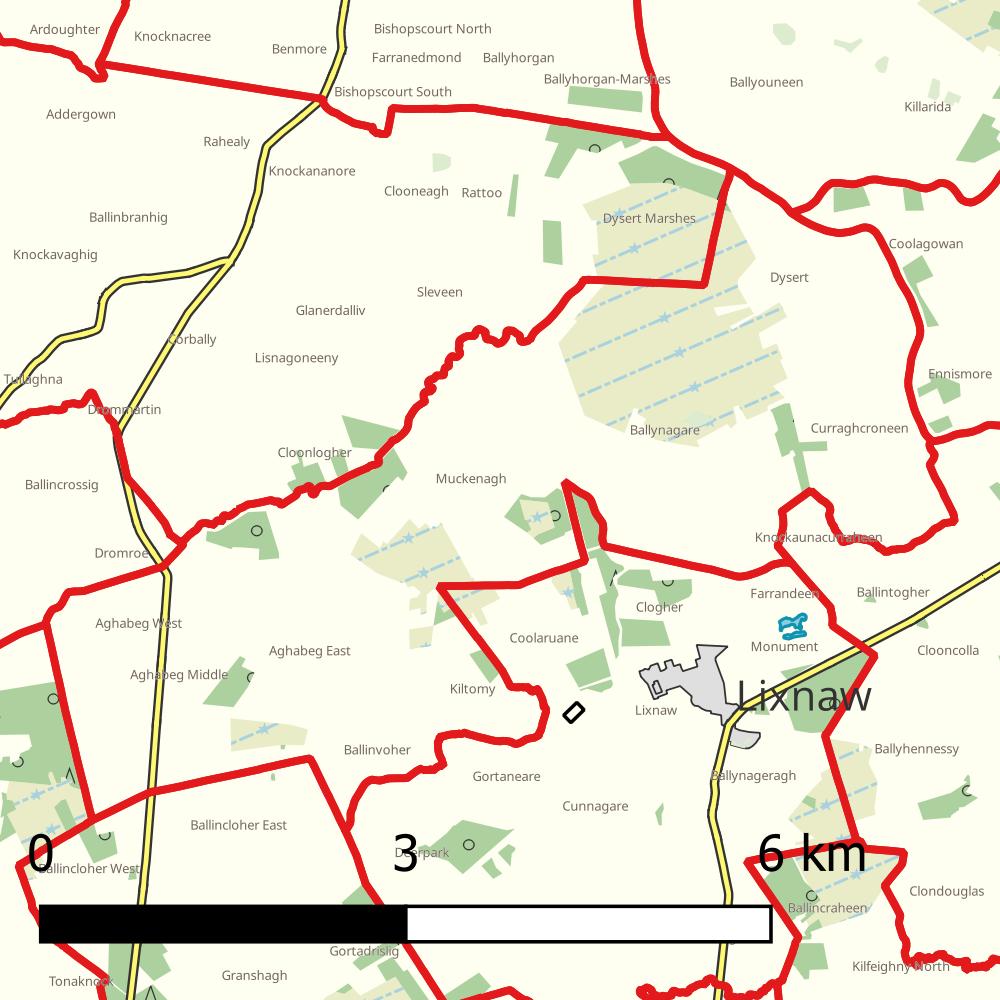 Ardoughter
Knocknacree
Bishopscourt North
Benmore
Farranedmond
Ballyhorgan
Ballyhorgan-Marshes
Ballyouneen
Bishopscourt South
Killarida
Addergown
Rahealy
Knockananore
Clooneagh
Rattoo
Ballinbranhig
Dysert Marshes
Coolagowan
Knockavaghig
Dysert
Sleveen
Glanerdalliv
Corbally
Lisnagoneeny
Tullaghna
Ennismore
Drommartin
Ballynagare
Curraghcroneen
Cloonlogher
Ballincrossig
Muckenagh
Knockaunacurraheen
Dromroe
Farrandeen
Ballintogher
Clogher
Aghabeg West
Coolaruane
Aghabeg East
Monument
Clooncolla
Aghabeg Middle
Kiltomy
Lixnaw
Lixnaw
Ballinvoher
Ballyhennessy
Gortaneare
Ballynageragh
Cunnagare
Ballincloher East
0
3
6 km
Deerpark
Ballincloher West
Clondouglas
Ballincraheen
Gortadrislig
Kilfeighny North
Granshagh
Tonaknock